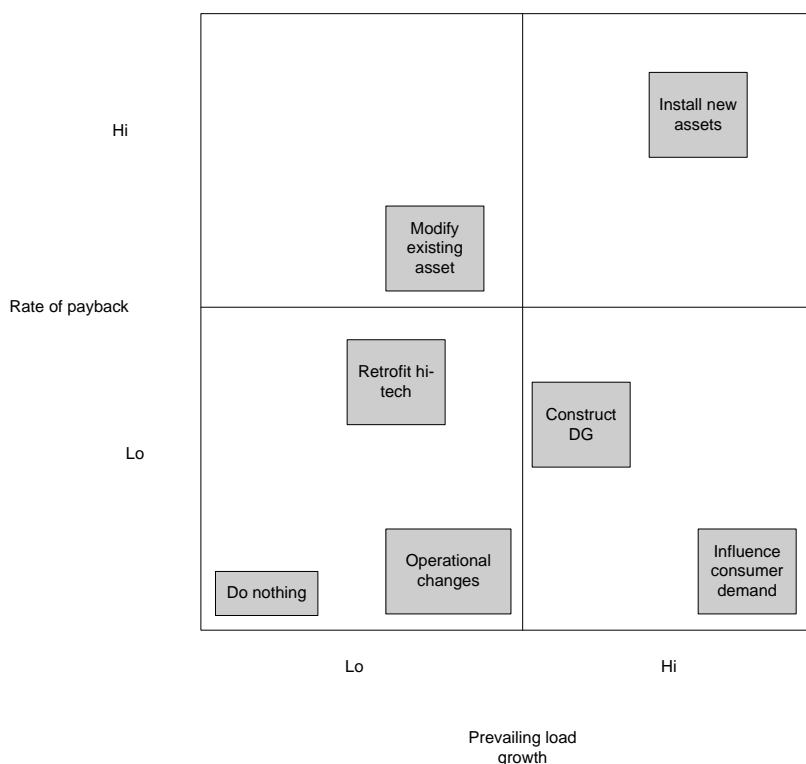 Install new
assets
Hi
Modify
existing
asset
Rate of payback
Retrofit hi-
tech
Construct
DG
Lo
Operational
changes
Influence
consumer
demand
Do nothing
Lo
Hi
Prevailing load
growth